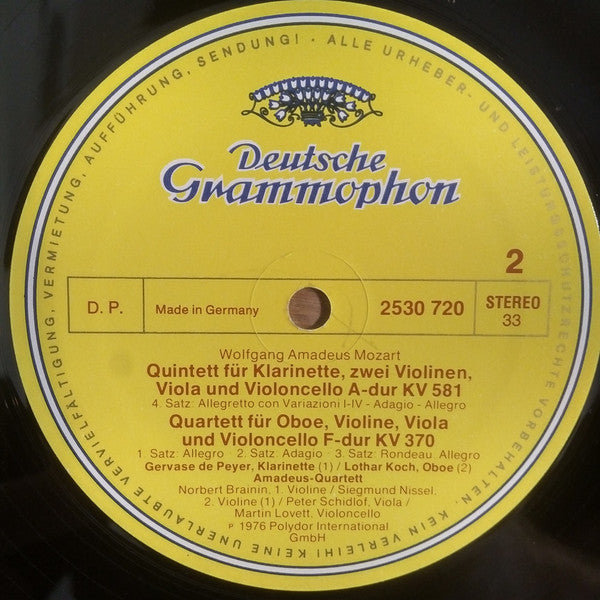 ALLE URHEBER- UND LEISTUNGSSCHUTZRECHTE VORBEHALTEN. KEIN VERLEIH! KEINE UNERLAUBTE VERVIELFÄLTIGUNG, VERMIETUNG, AUFFÜHRUNG, SENDUNG! -
Deutsche
Grammophon
2
D. P. Made in Germany 2530 720 STEREO
33
Wolfgang Amadeus Mozart
Quintett für Klarinette, zwei Violinen,
Viola und Violoncello A-dur KV 581
4. Satz: Allegretto con Variazioni I-IV - Adagio - Allegro
Quartett für Oboe, Violine, Viola
und Violoncello F-dur KV 370
1. Satz: Allegro · 2. Satz: Adagio · 3. Satz: Rondeau. Allegro
Gervase de Peyer, Klarinette (1) / Lothar Koch, Oboe (2)
Amadeus-Quartett
Norbert Brainin, 1. Violine / Siegmund Nissel,
2. Violine (1) / Peter Schidlof, Viola /
Martin Lovett, Violoncello
℗ 1976 Polydor International
GmbH